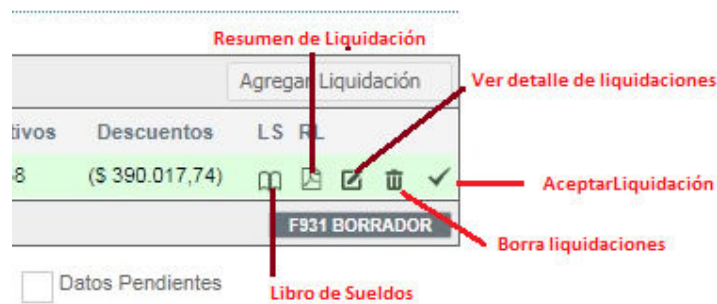 Resumen de Liquidación
Agregar Liquidación
Ver detalle de liquidaciones
tivos Descuentos LS RL
8 ($ 390.017,74)
AceptarLiquidación
F931 BORRADOR
Borra liquidaciones
Datos Pendientes
Libro de Sueldos